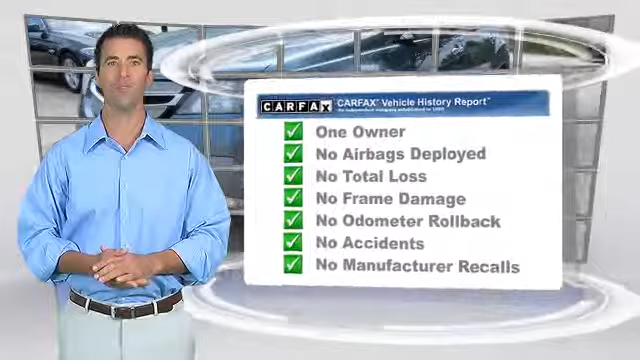 CARFAX CARFAX Vehicle History Report™
One Owner
No Airbags Deployed
No Total Loss
No Frame Damage
No Odometer Rollback
No Accidents
No Manufacturer Recalls